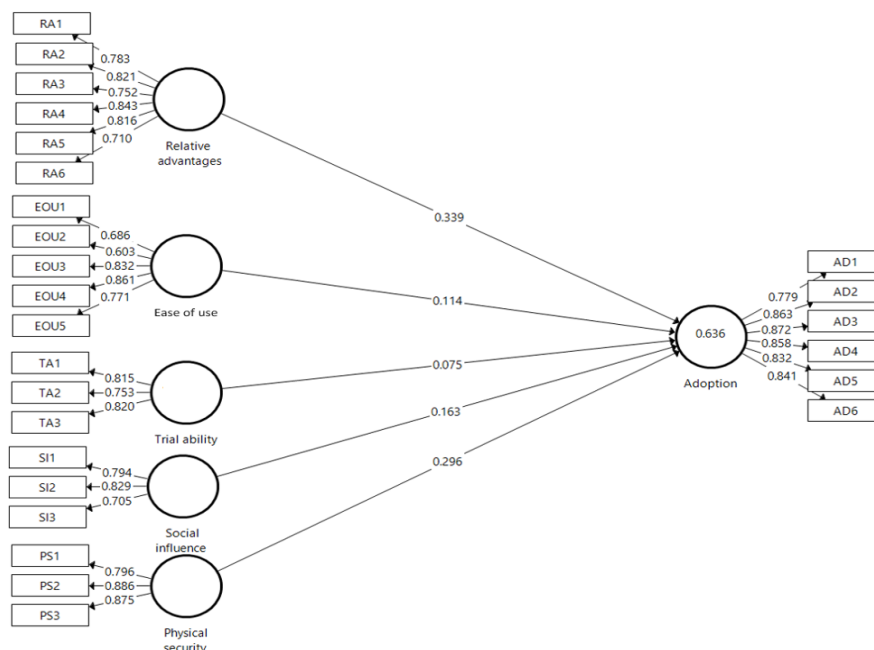 RA1
RA2
RA3
RA4
RA5
RA6
0.783
0.821
0.752
0.843
0.816
0.710
Relative
advantages
0.339
EOU1
EOU2
EOU3
EOU4
EOU5
0.686
0.603
0.832
0.861
0.771
Ease of use
0.114
TA1
TA2
TA3
0.815
0.753
0.820
Trial ability
0.075
SI1
SI2
SI3
0.794
0.829
0.705
Social
influence
0.163
PS1
PS2
PS3
0.796
0.886
0.875
Physical
security
0.296
0.636
Adoption
0.779
0.863
0.872
0.858
0.832
0.841
AD1
AD2
AD3
AD4
AD5
AD6